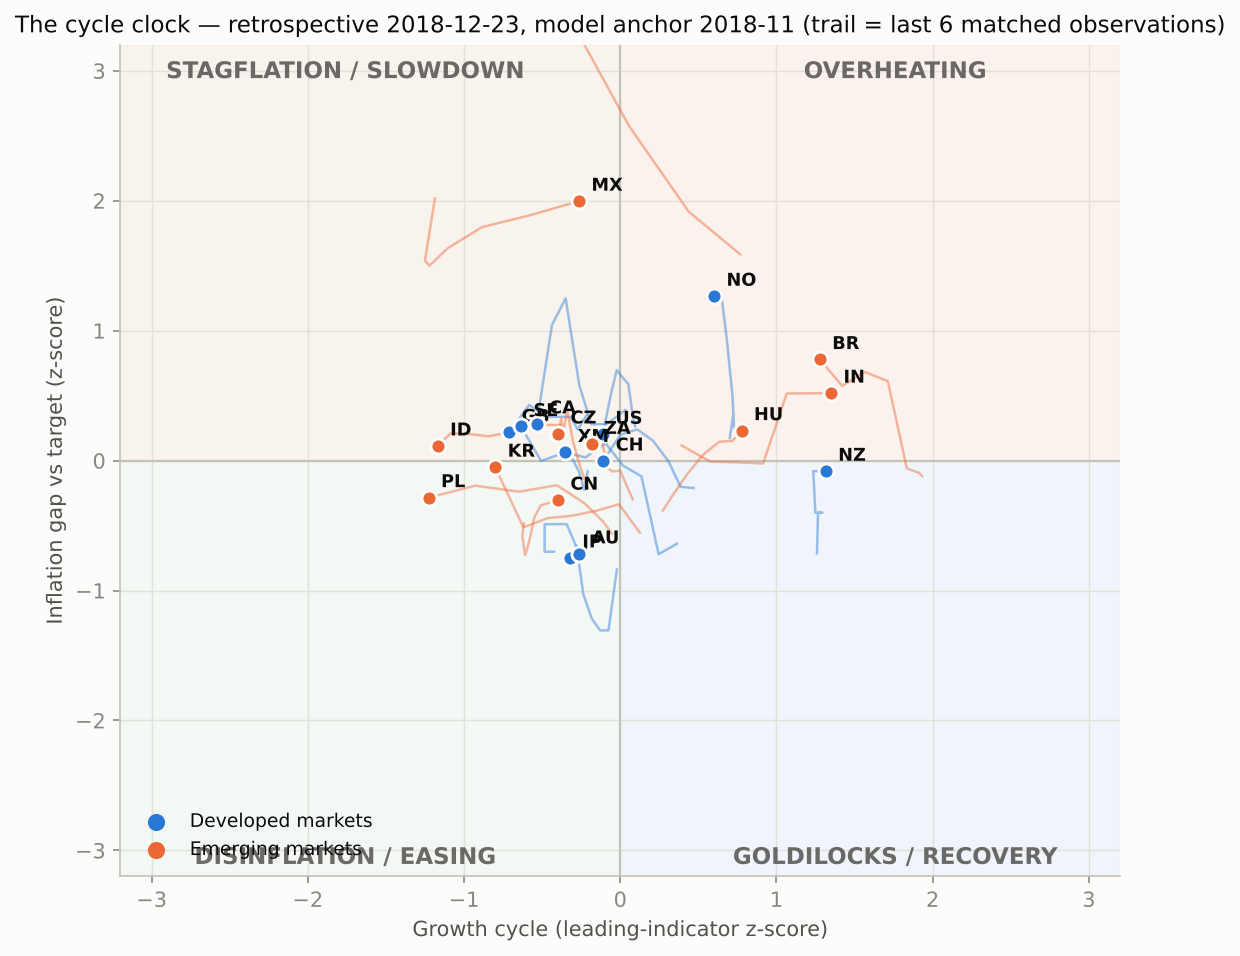 The cycle clock — retrospective 2018-12-23, model anchor 2018-11 (trail = last 6 matched observations)
STAGFLATION / SLOWDOWN
OVERHEATING
MX
NO
BR
IN
HU
NZ
ID
SE
CA
CZ
US
ZA
CH
KR
PL
CN
AU
JP
Developed markets
Emerging markets
DISINFLATION / EASING
GOLDILOCKS / RECOVERY
3
2
1
0
−1
−2
−3
−3
−2
−1
0
1
2
3
Inflation gap vs target (z-score)
Growth cycle (leading-indicator z-score)